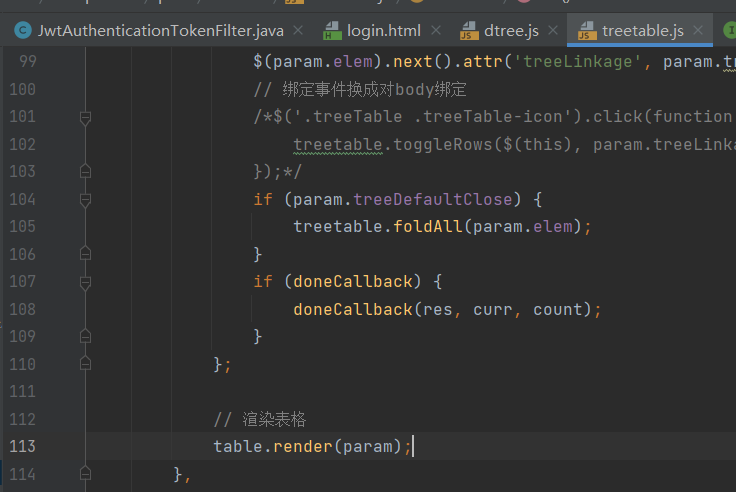 JwtAuthenticationTokenFilter.java login.html dtree.js treetable.js
99 $(param.elem).next().attr('treeLinkage', param.tr
100 // 绑定事件换成对body绑定
101 /*$('.treeTable .treeTable-icon').click(function
102 treetable.toggleRows($(this), param.treeLinka
103 });*/
104 if (param.treeDefaultClose) {
105 treetable.foldAll(param.elem);
106 }
107 if (doneCallback) {
108 doneCallback(res, curr, count);
109 }
110 };
111
112 // 渲染表格
113 table.render(param);
114 },